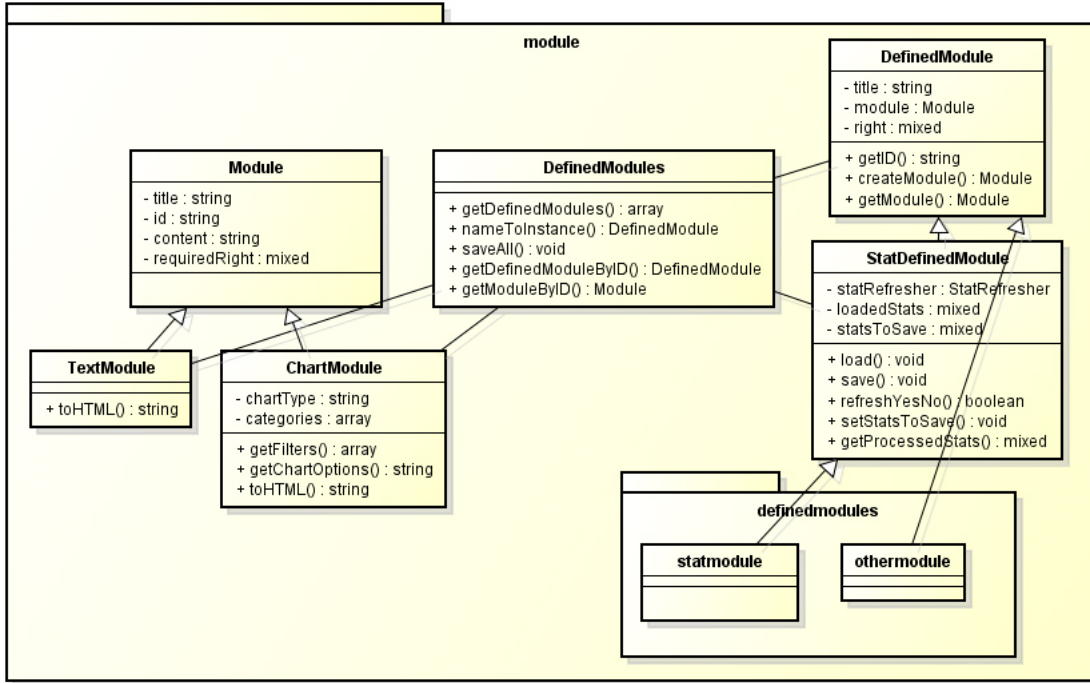 module
DefinedModule
- title : string
- module : Module
- right : mixed
+ getID() : string
+ createModule() : Module
+ getModule() : Module
Module
- title : string
- id : string
- content : string
- requiredRight : mixed
DefinedModules
+ getDefinedModules() : array
+ nameToInstance() : DefinedModule
+ saveAll() : void
+ getDefinedModuleByID() : DefinedModule
+ getModuleByID() : Module
StatDefinedModule
- statRefresher : StatRefresher
- loadedStats : mixed
- statsToSave : mixed
+ load() : void
+ save() : void
+ refreshYesNo() : boolean
+ setStatsToSave() : void
+ getProcessedStats() : mixed
TextModule
+ toHTML() : string
ChartModule
- chartType : string
- categories : array
+ getFilters() : array
+ getChartOptions() : string
+ toHTML() : string
definedmodules
statmodule
othermodule